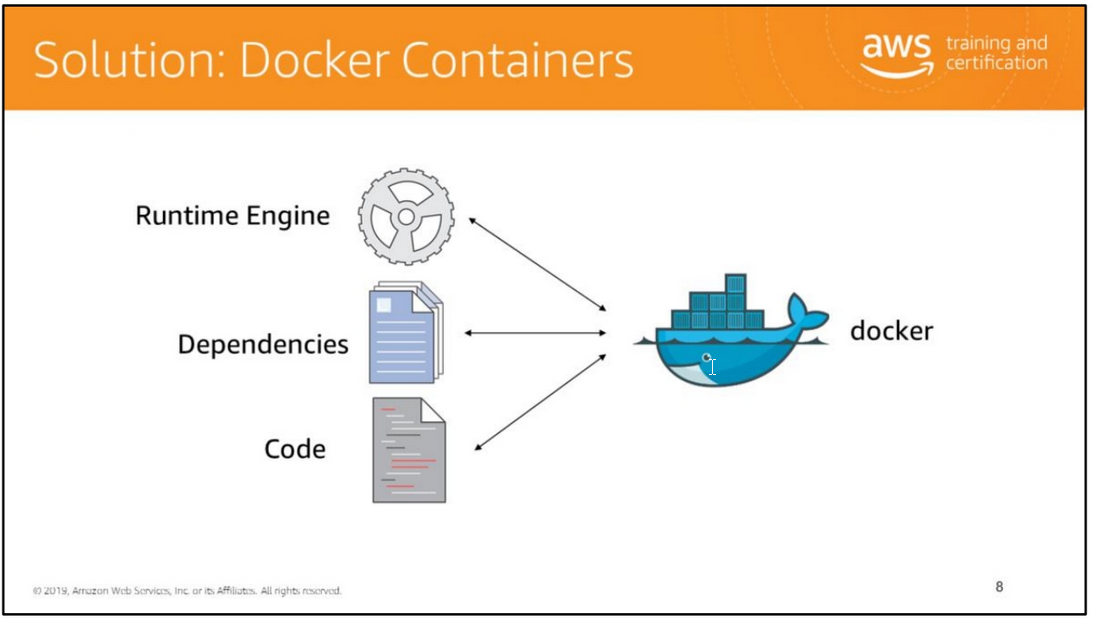 Solution: Docker Containers
aws training and
certification
Runtime Engine
Dependencies
docker
Code
© 2019, Amazon Web Services, Inc. or its Affiliates. All rights reserved.
8